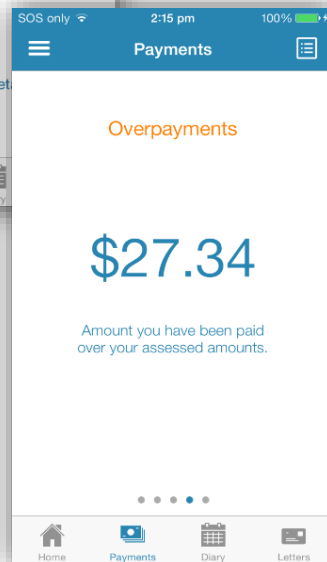 SOS only 2:15 pm 100%
Payments
Overpayments
$27.34
Amount you have been paid
over your assessed amounts.
Home Payments Diary Letters